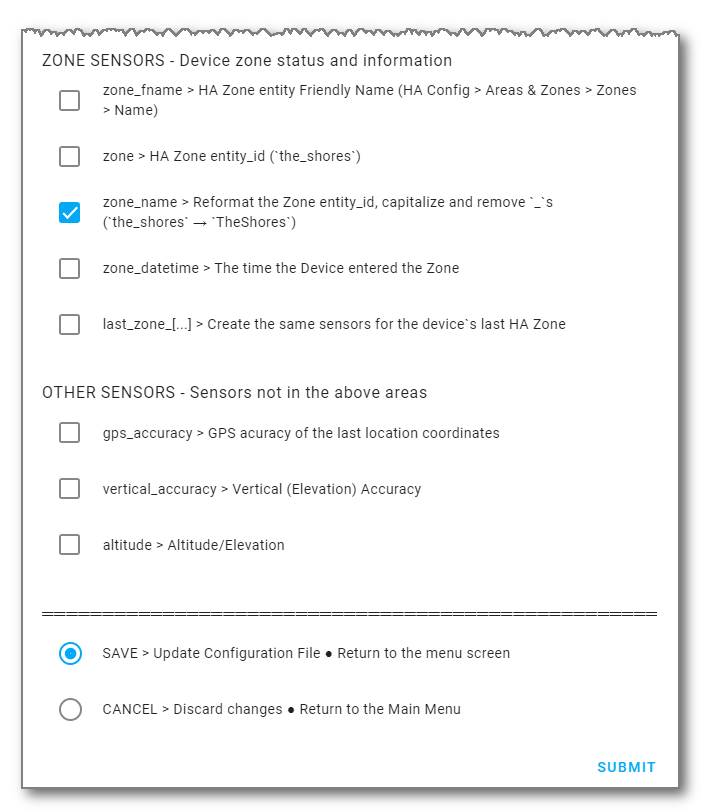 ZONE SENSORS - Device zone status and information
zone_fname > HA Zone entity Friendly Name (HA Config > Areas & Zones > Zones
> Name)
zone > HA Zone entity_id (`the_shores`)
zone_name > Reformat the Zone entity_id, capitalize and remove `_`s
(`the_shores` → `TheShores`)
zone_datetime > The time the Device entered the Zone
last_zone_[...] > Create the same sensors for the device`s last HA Zone
OTHER SENSORS - Sensors not in the above areas
gps_accuracy > GPS acuracy of the last location coordinates
vertical_accuracy > Vertical (Elevation) Accuracy
altitude > Altitude/Elevation
===================================================
SAVE > Update Configuration File ● Return to the menu screen
CANCEL > Discard changes ● Return to the Main Menu
SUBMIT